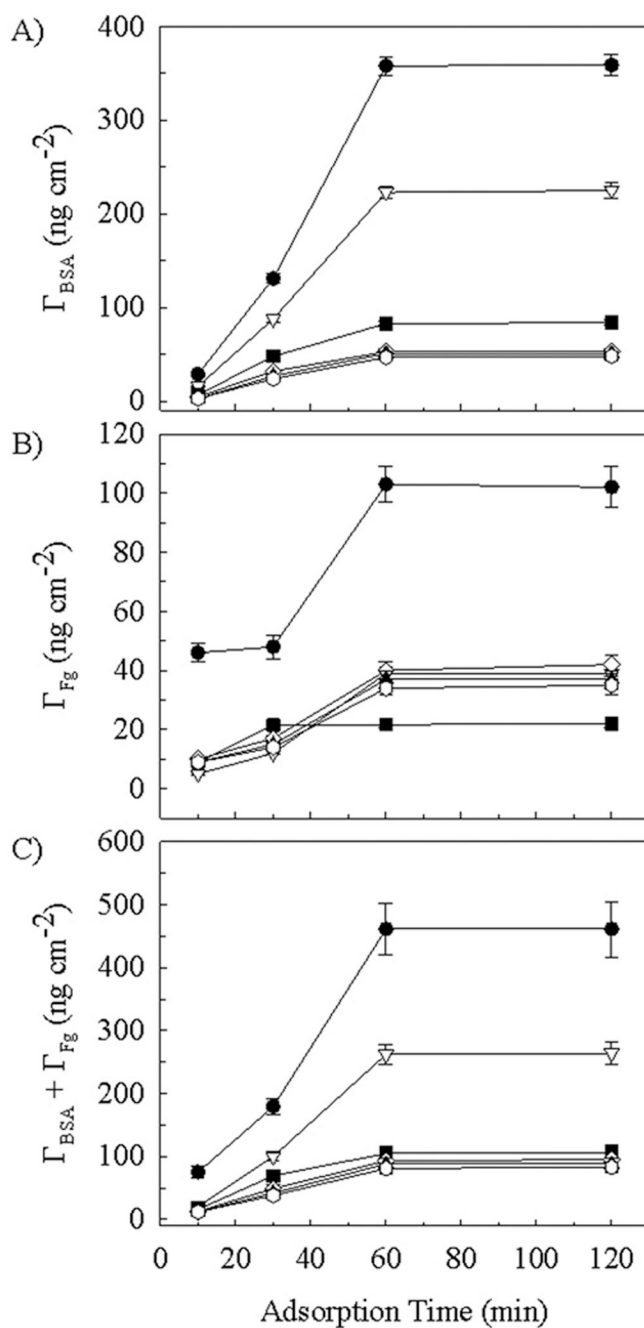 A)
400
300
200
100
0
Γ_BSA (ng cm⁻²)
B)
120
100
80
60
40
20
0
Γ_Fg (ng cm⁻²)
C)
600
500
400
300
200
100
0
Γ_BSA + Γ_Fg (ng cm⁻²)
0 20 40 60 80 100 120
Adsorption Time (min)